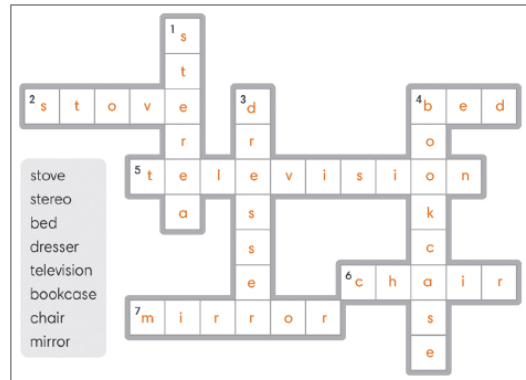 1 s
t
2 s t o v e 3 d 4 b e d
r r o
5 t e l e v i s i o n
a s k
s c
e 6 c h a i r
7 m i r r o r s
e
stove
stereo
bed
dresser
television
bookcase
chair
mirror